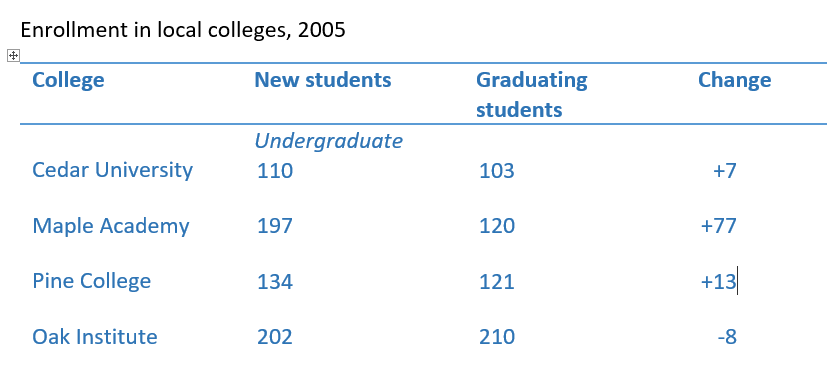 Enrollment in local colleges, 2005
College New students Graduating students Change
Undergraduate
Cedar University 110 103 +7
Maple Academy 197 120 +77
Pine College 134 121 +13
Oak Institute 202 210 -8